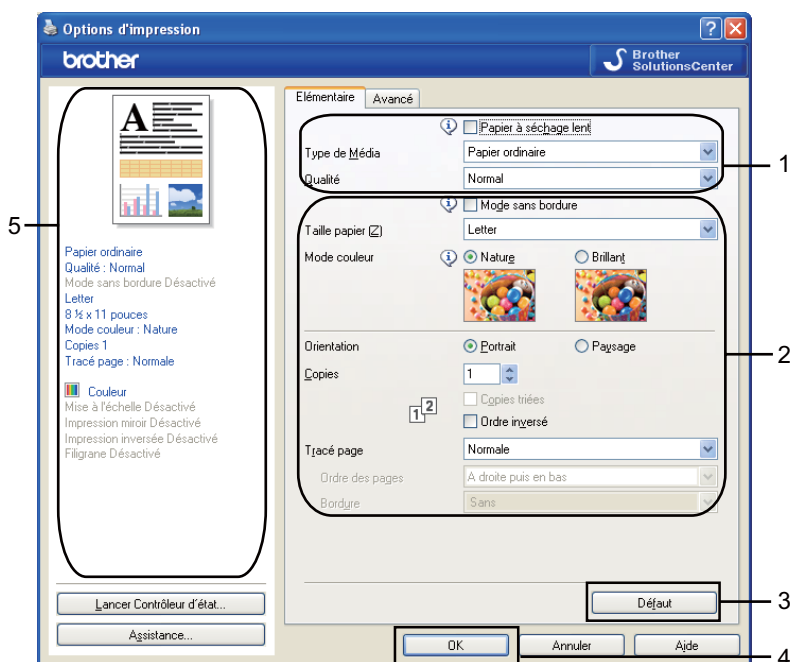 Options d'impression
brother
Brother
SolutionsCenter
Elémentaire Avancé
A
Papier à séchage lent
Type de Média Papier ordinaire
Qualité Normal
1
Mode sans bordure
Taille papier Letter
Mode couleur Nature Brillant
Orientation Portrait Paysage
Copies 1
Copies triées
1 2
Ordre inversé
Tracé page Normale
Ordre des pages A droite puis en bas
Bordure Sans
2
5
Papier ordinaire
Qualité : Normal
Mode sans bordure Désactivé
Letter
8 ½ x 11 pouces
Mode couleur : Nature
Copies 1
Tracé page : Normale
Couleur
Mise à l'échelle Désactivé
Impression miroir Désactivé
Impression inversée Désactivé
Filigrane Désactivé
Lancer Contrôleur d'état...
Assistance...
Défaut
3
OK Annuler Aide
4